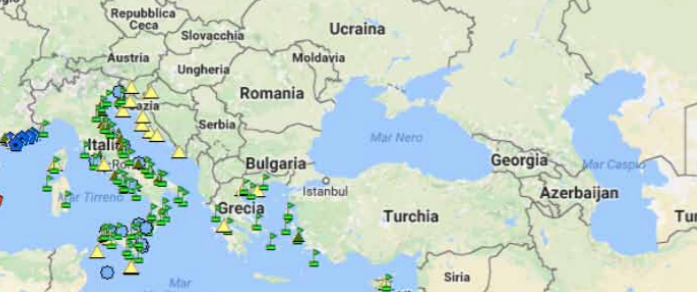 Repubblica
Ceca
Slovacchia
Ucraina
Austria
Ungheria
Moldavia
Romania
Serbia
Italia
Mar Nero
Bulgaria
Georgia
Mar Caspio
Istanbul
Azerbaijan
Mar Tirreno
Grecia
Turchia
Siria
Mar